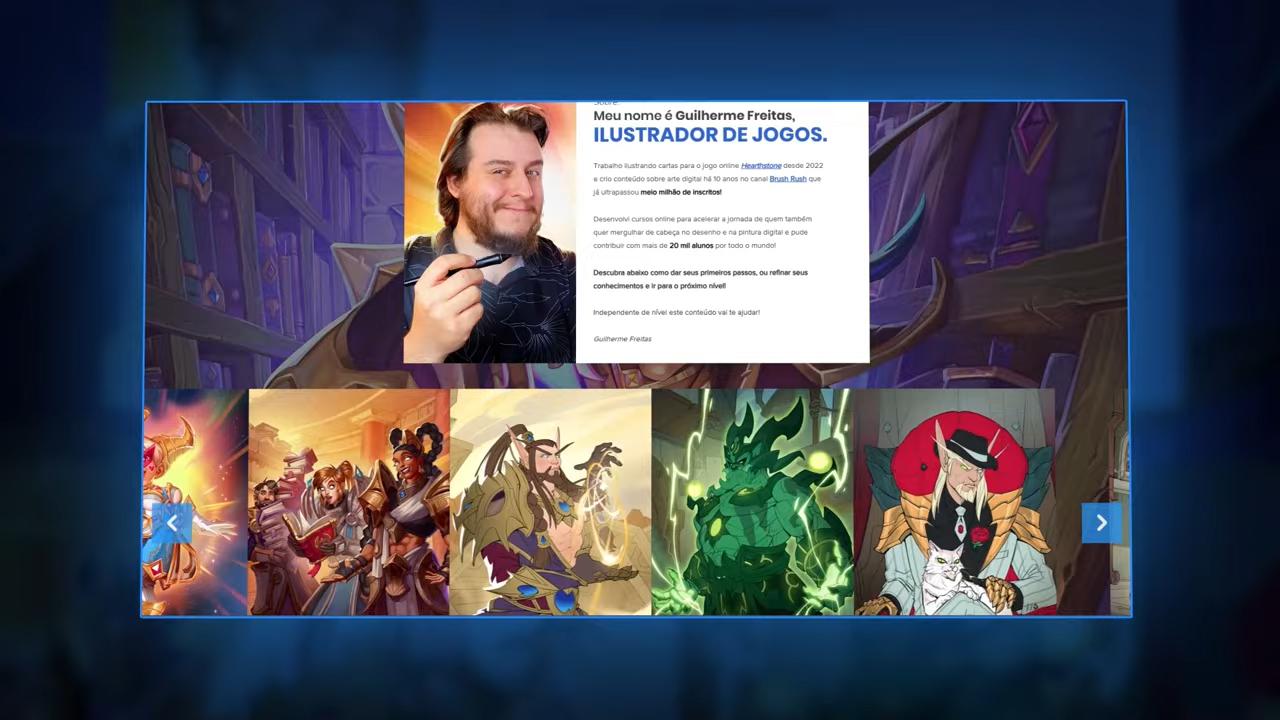 Sobre:
Meu nome é Guilherme Freitas,
ILUSTRADOR DE JOGOS.
Trabalho ilustrando cartas para o jogo online Hearthstone desde 2022
e crio conteúdo sobre arte digital há 10 anos no canal Brush Rush que
já ultrapassou meio milhão de inscritos!
Desenvolvi cursos online para acelerar a jornada de quem também
quer mergulhar de cabeça no desenho e na pintura digital e pude
contribuir com mais de 20 mil alunos por todo o mundo!
Descubra abaixo como dar seus primeiros passos, ou refinar seus
conhecimentos e ir para o próximo nível!
Independente de nível este conteúdo vai te ajudar!
Guilherme Freitas